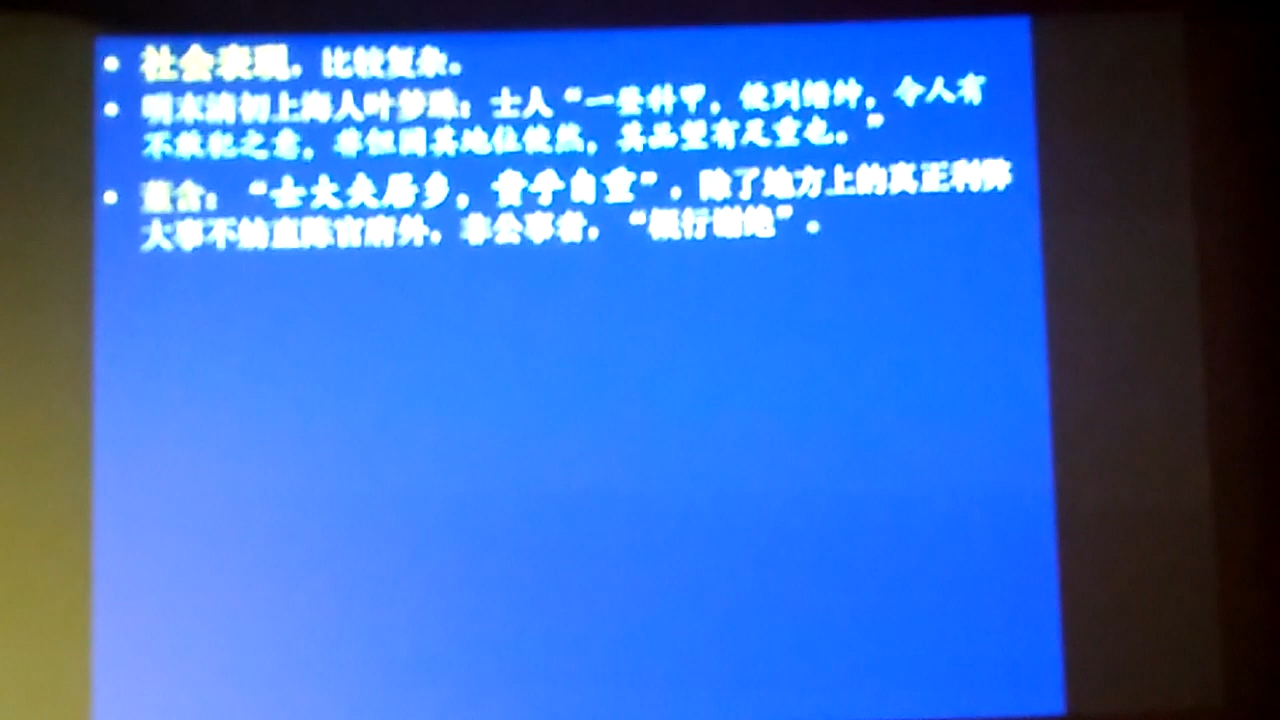 社会表现，比较复杂。
明末清初上海人叶梦珠：士人“一登科甲，便列缙绅，令人有
不敢犯之意，非但因其地位使然，其品望有足重也。”
董含：“士大夫居乡，贵乎自重”，除了地方上的真正利弊
大事不妨直陈官府外，非公事者，“概行谢绝”。